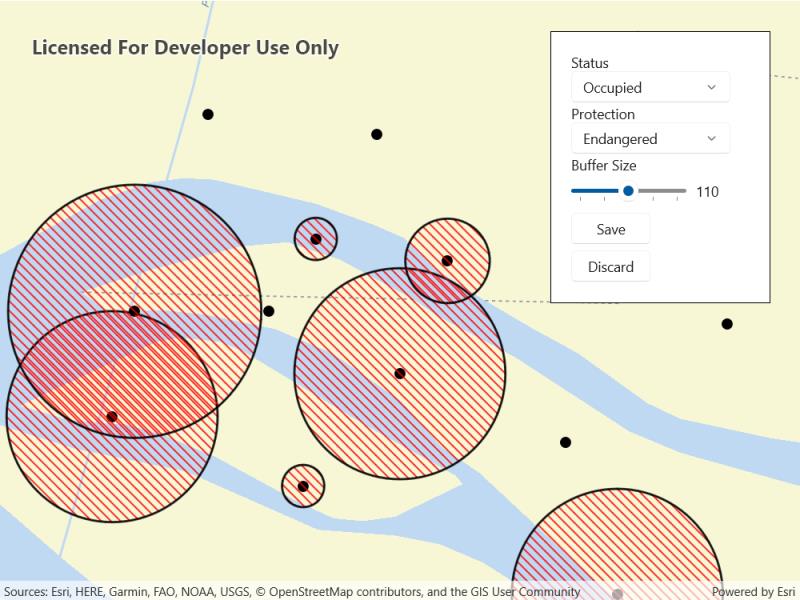 Licensed For Developer Use Only
Status
Occupied
Protection
Endangered
Buffer Size
110
Save
Discard
Sources: Esri, HERE, Garmin, FAO, NOAA, USGS, © OpenStreetMap contributors, and the GIS User Community
Powered by Esri